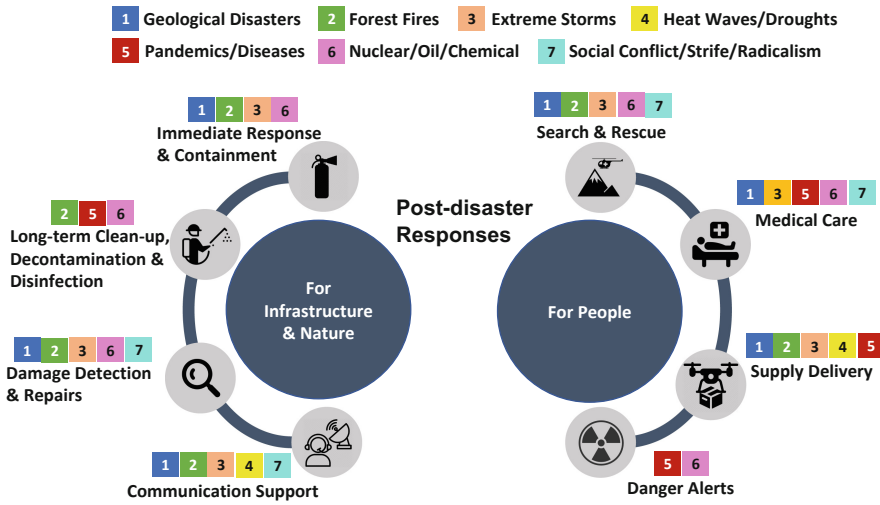 1 Geological Disasters 2 Forest Fires 3 Extreme Storms 4 Heat Waves/Droughts
5 Pandemics/Diseases 6 Nuclear/Oil/Chemical 7 Social Conflict/Strife/Radicalism
1 2 3 6
Immediate Response
& Containment
2 5 6
Long-term Clean-up,
Decontamination &
Disinfection
1 2 3 6 7
Damage Detection
& Repairs
1 2 3 4 7
Communication Support
For
Infrastructure
& Nature
Post-disaster
Responses
For People
1 2 3 6 7
Search & Rescue
1 3 5 6 7
Medical Care
1 2 3 4 5
Supply Delivery
5 6
Danger Alerts